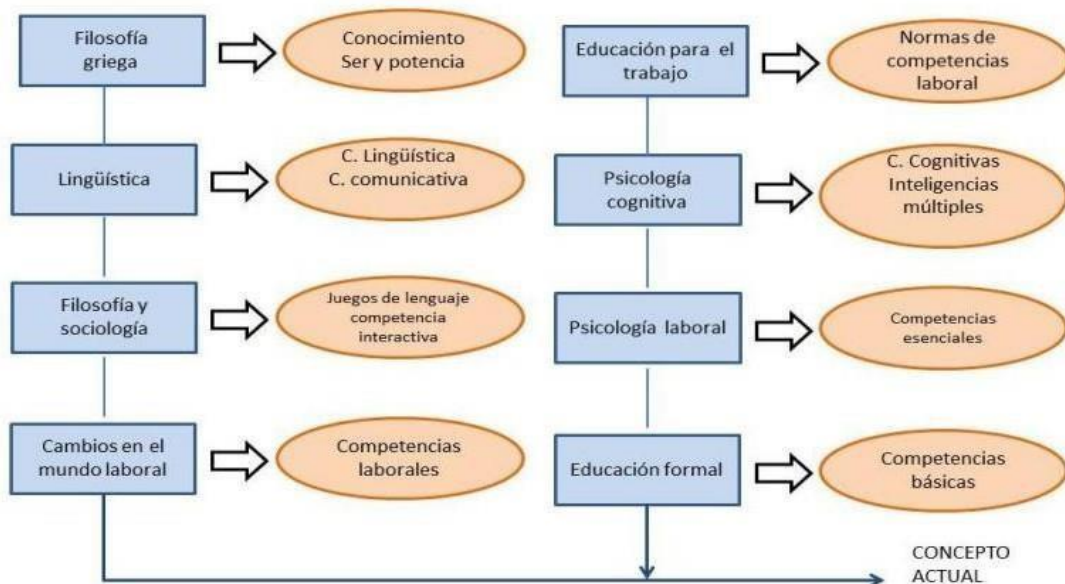 Filosofía
griega
Conocimiento
Ser y potencia
Lingüística
C. Lingüística
C. comunicativa
Filosofía y
sociología
Juegos de lenguaje
competencia
interactiva
Cambios en el
mundo laboral
Competencias
laborales
Educación para el
trabajo
Normas de
competencias
laboral
Psicología
cognitiva
C. Cognitivas
Inteligencias
múltiples
Psicología laboral
Competencias
esenciales
Educación formal
Competencias
básicas
CONCEPTO
ACTUAL